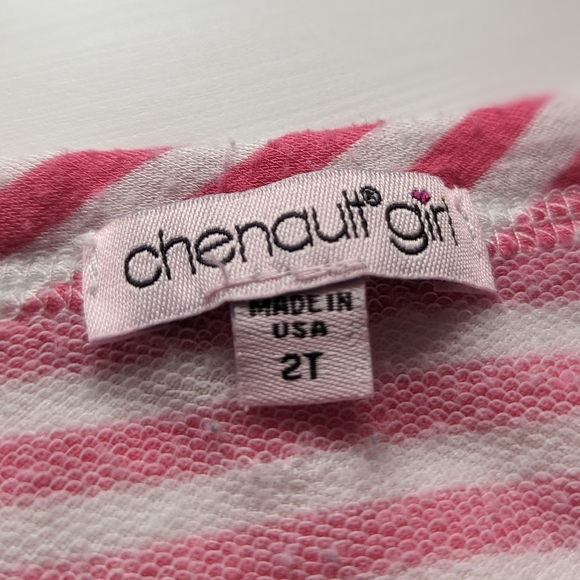 chenault® girl
MADE IN
USA
2T